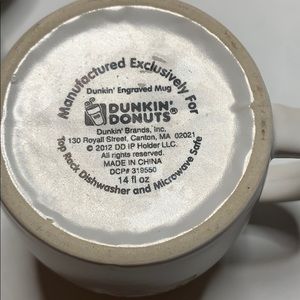 Manufactured Exclusively For
Dunkin' Engraved Mug
DUNKIN'
DONUTS
Dunkin' Brands, Inc.
130 Royall Street, Canton, MA 02021
© 2012 DD IP Holder LLC.
All rights reserved.
MADE IN CHINA
DCP# 319550
14 fl oz
Top Rack Dishwasher and Microwave Safe